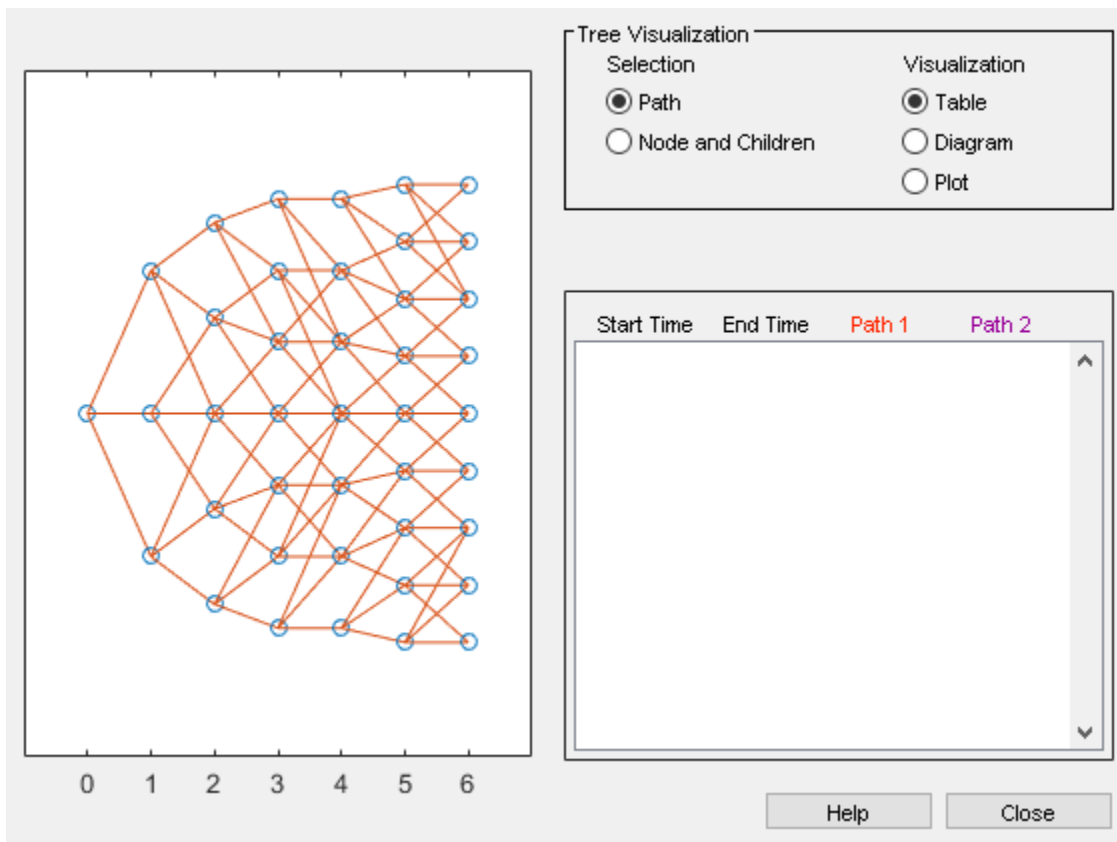 Tree Visualization
Selection Visualization
Path Table
Node and Children Diagram
Plot
Start Time End Time Path 1 Path 2
0 1 2 3 4 5 6
Help Close